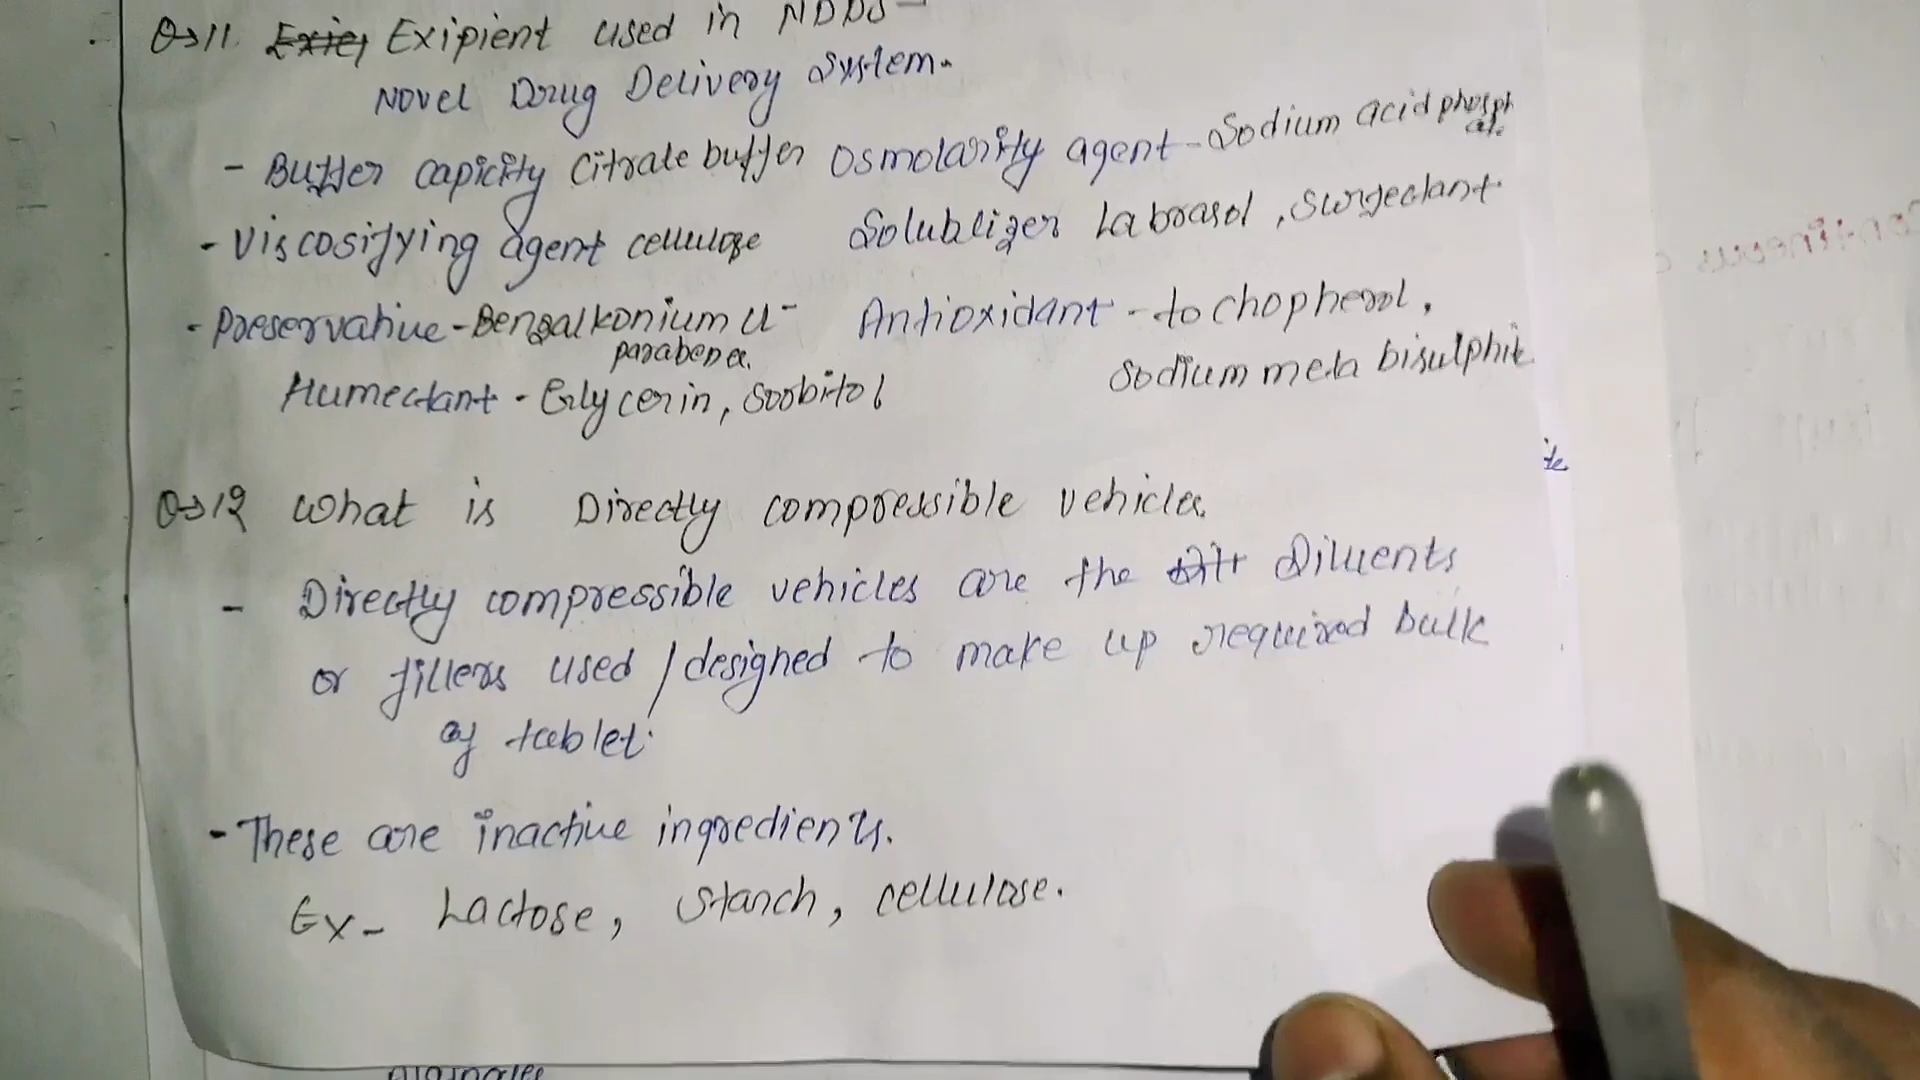 Q→11. Exipient used in NDDS-
Novel Drug Delivery System.
- Buffer capicity Citrate buffer Osmolarity agent - Sodium acid phosphate
- Viscosifying agent cellulose Solublizer Labrasol, Surfectant.
- Preservative - Benzalkonium Cl- Antioxidant - tochopherol,
parabenes. Sodium meta bisulphite
Humectant - Glycerin, Sorbitol
Q→12 What is Directly compressible vehicles.
- Directly compressible vehicles are the Diluents
or fillers used / designed to make up required bulk
of tablet.
- These are inactive ingredients.
Ex- Lactose, Starch, cellulose.